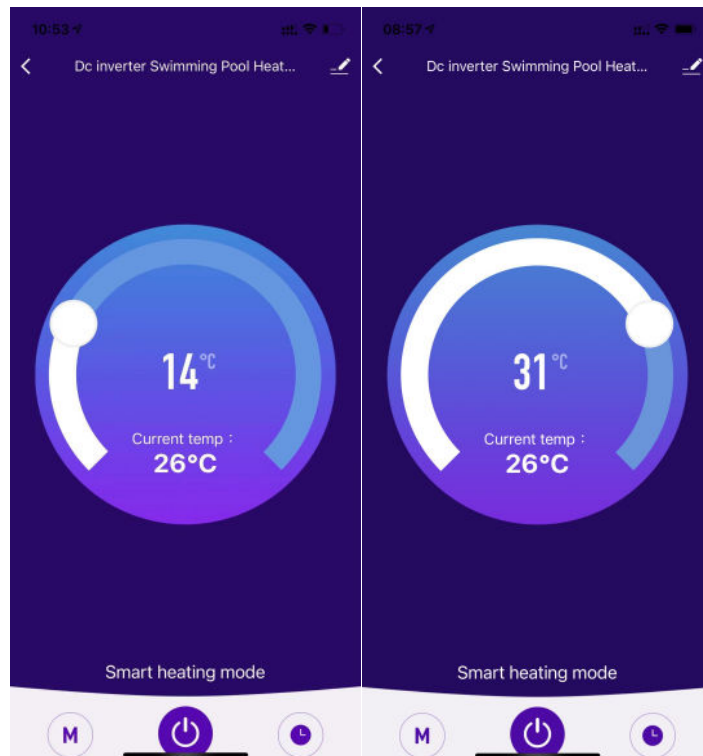 10:53
Dc inverter Swimming Pool Heat...
14°C
Current temp：
26°C
Smart heating mode
M
08:57
Dc inverter Swimming Pool Heat...
31°C
Current temp：
26°C
Smart heating mode
M